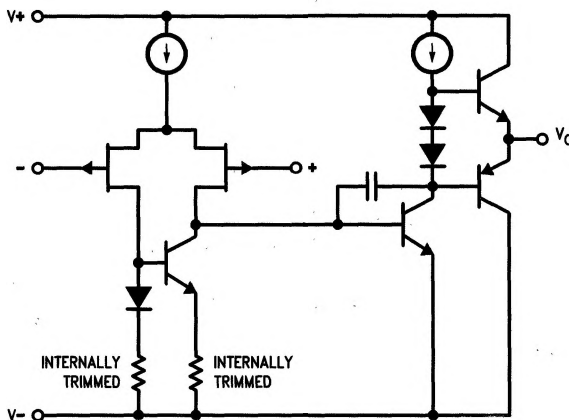 V+
-
+
VO
INTERNALLY
TRIMMED
INTERNALLY
TRIMMED
V-